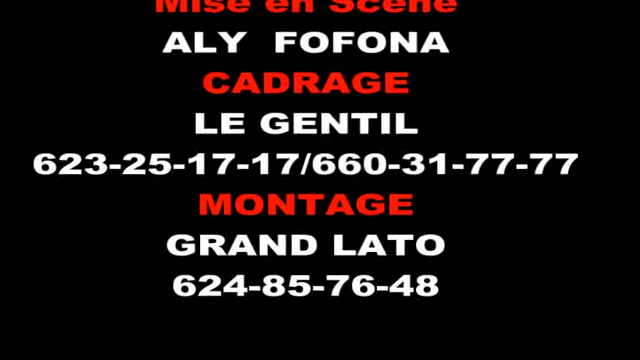 Mise en Scène
ALY FOFONA
CADRAGE
LE GENTIL
623-25-17-17/660-31-77-77
MONTAGE
GRAND LATO
624-85-76-48